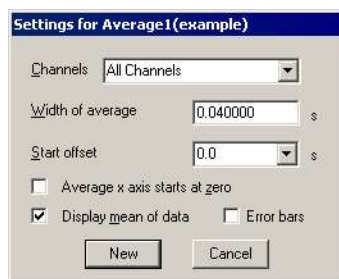 Settings for Average1(example)
Channels All Channels
Width of average 0.040000 s
Start offset 0.0 s
Average x axis starts at zero
Display mean of data Error bars
New Cancel